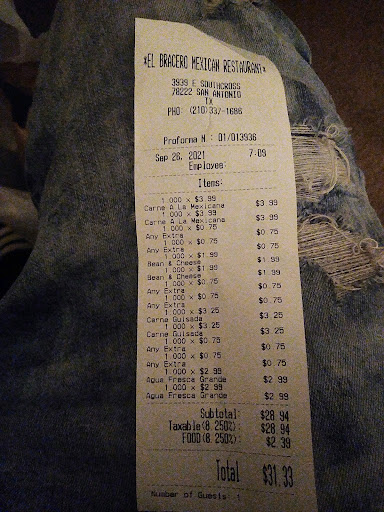 *EL BRACERO MEXICAN RESTAURANT*
3939 E SOUTHCROSS
78222 SAN ANTONIO
TX
PHO: (210)337-1686
Proforma N : 01/013936
Sep 26, 2021 7:09
Employee:
Items:
1.000 x $3.99
Carne A La Mexicana $3.99
1.000 x $3.99
Carne A La Mexicana $3.99
1.000 x $0.75
Any Extra $0.75
1.000 x $0.75
Any Extra $0.75
1.000 x $1.99
Bean & Cheese $1.99
1.000 x $1.99
Bean & Cheese $1.99
1.000 x $0.75
Any Extra $0.75
1.000 x $0.75
Any Extra $0.75
1.000 x $3.25
Carne Guisada $3.25
1.000 x $3.25
Carne Guisada $3.25
1.000 x $0.75
Any Extra $0.75
1.000 x $0.75
Any Extra $0.75
1.000 x $2.99
Agua Fresca Grande $2.99
1.000 x $2.99
Agua Fresca Grande $2.99
Subtotal: $28.94
Taxable(8.250%): $28.94
FOOD(8.250%): $2.39
Total $31.33
Number of Guests: 1